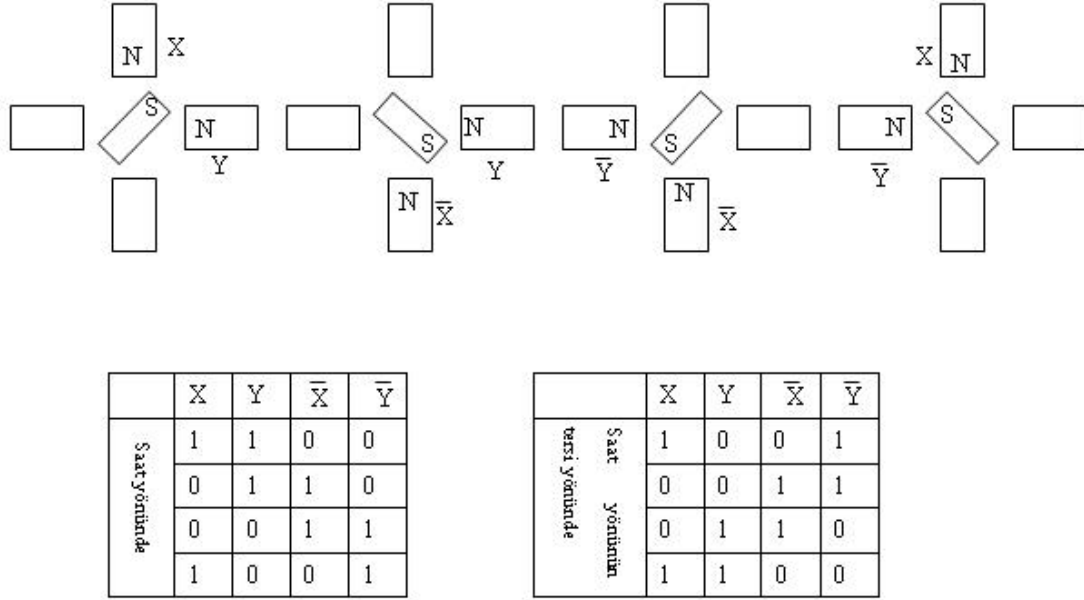 N X
S
N
Y
S
N
Y
N X̅
N
Y̅
S
N
X̅
X N
S
N
Y̅
X Y X̅ Y̅
Saat yönünde
1 1 0 0
0 1 1 0
0 0 1 1
1 0 0 1
X Y X̅ Y̅
Saat yönünün
tersi yönünde
1 0 0 1
0 0 1 1
0 1 1 0
1 1 0 0